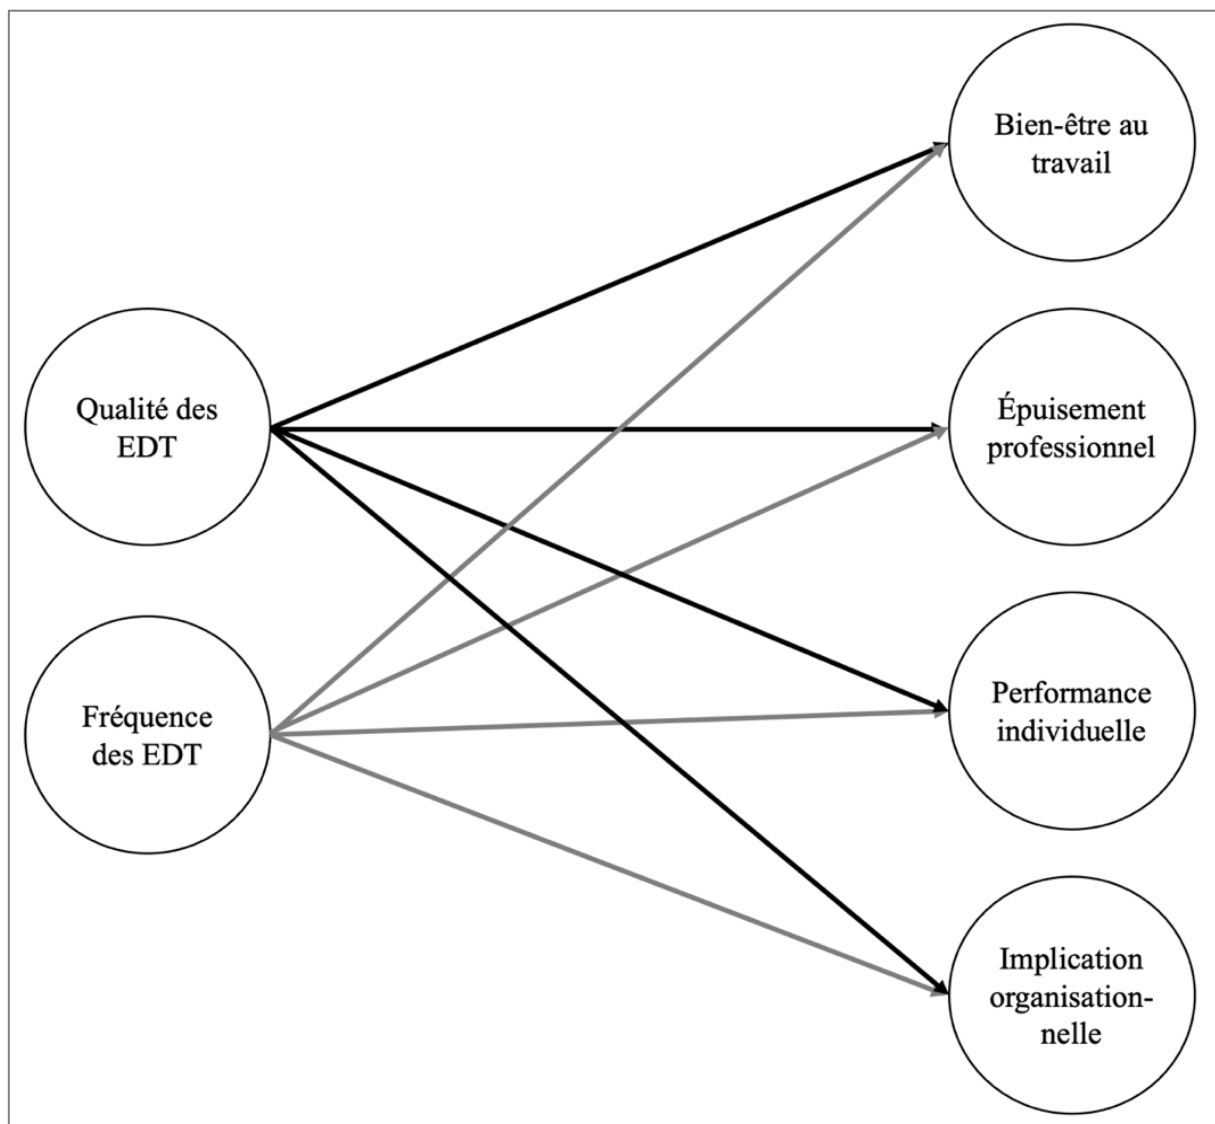 Bien-être au
travail
Qualité des
EDT
Épuisement
professionnel
Fréquence
des EDT
Performance
individuelle
Implication
organisation-
nelle